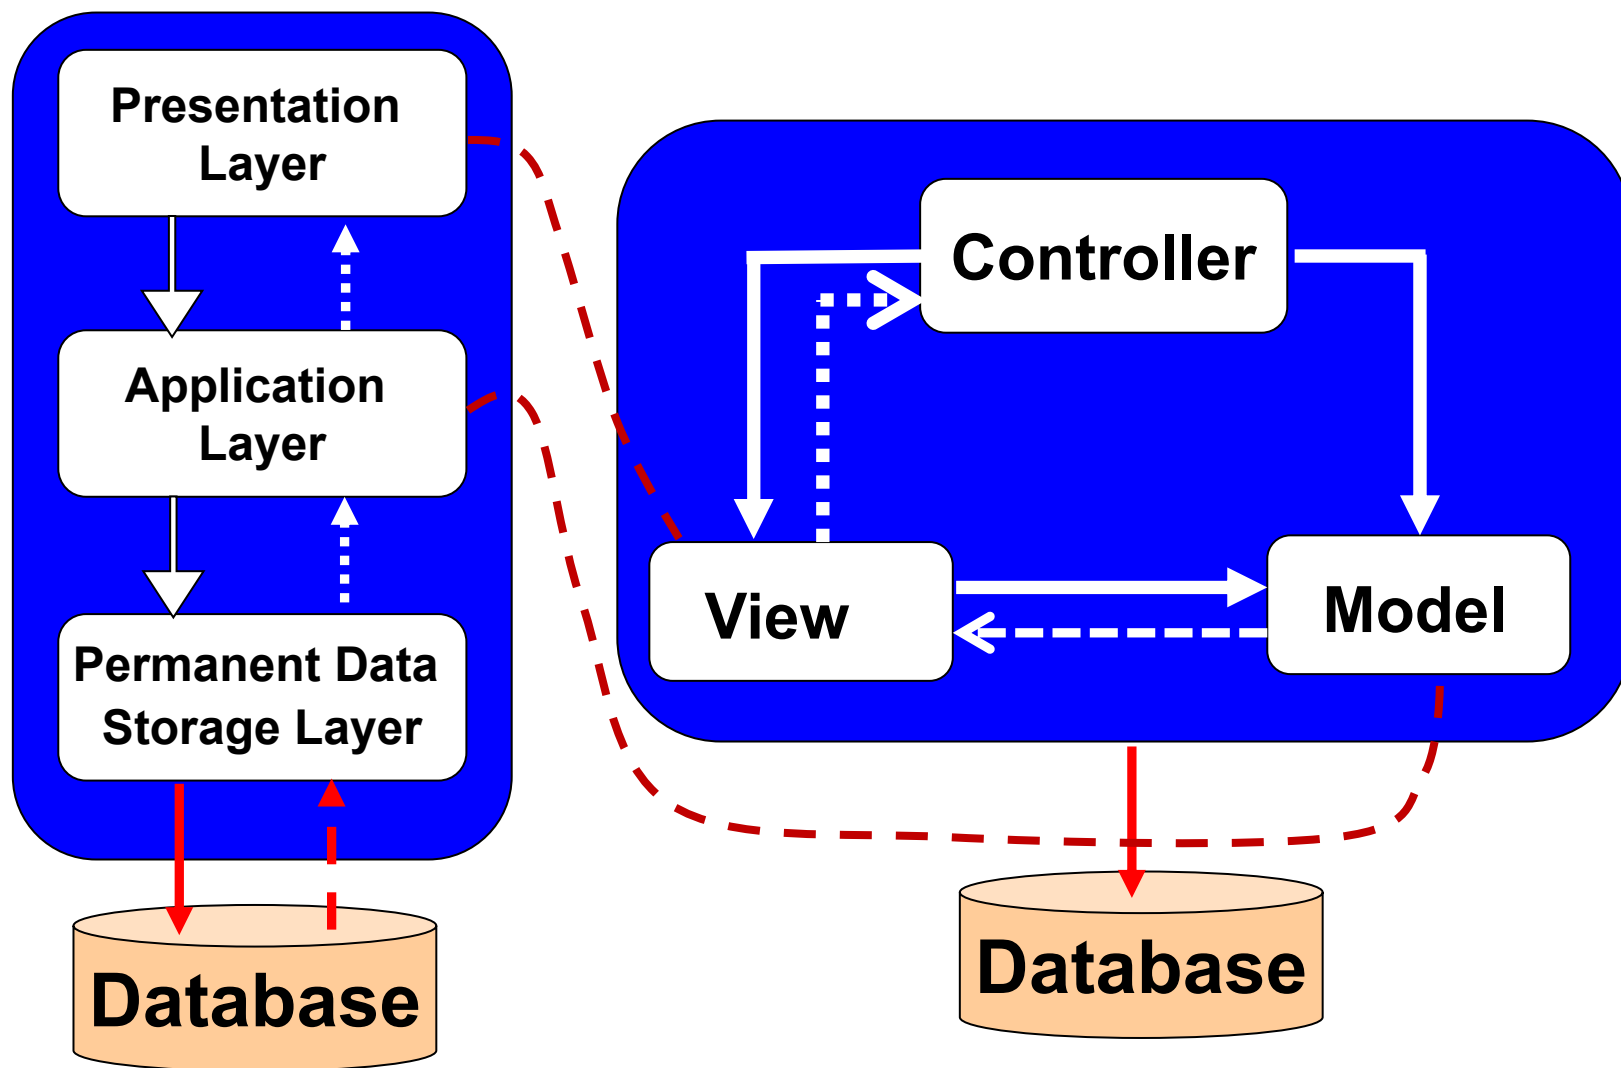 Presentation
Layer
Application
Layer
Permanent Data
Storage Layer
Database
Controller
View
Model
Database